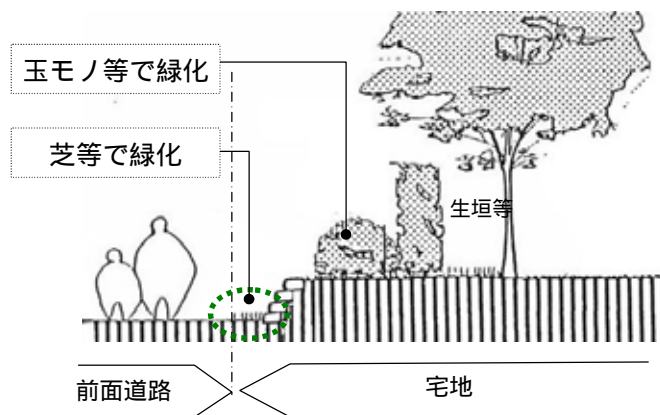 玉モノ等で緑化
芝等で緑化
生垣等
前面道路
宅地